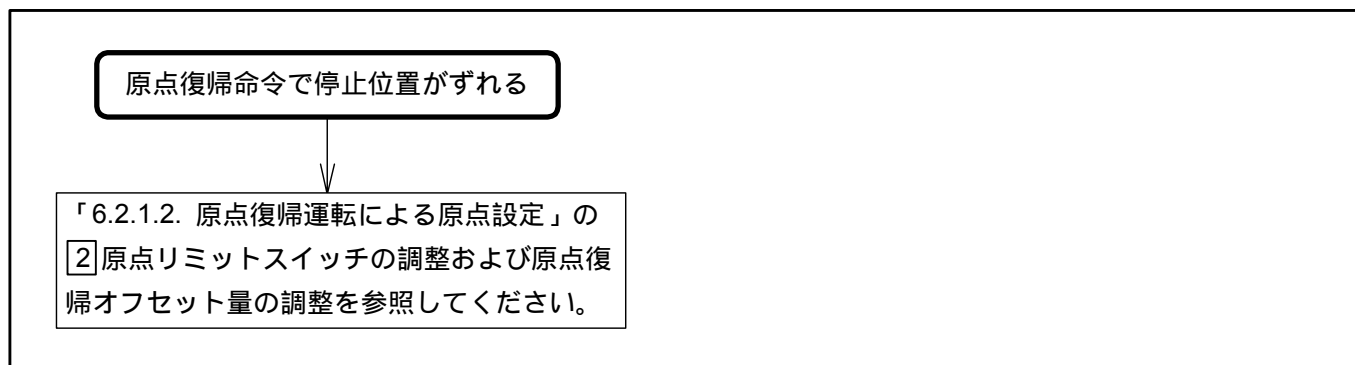 原点復帰命令で停止位置がずれる
「6.2.1.2. 原点復帰運転による原点設定」の
2原点リミットスイッチの調整および原点復
帰オフセット量の調整を参照してください。